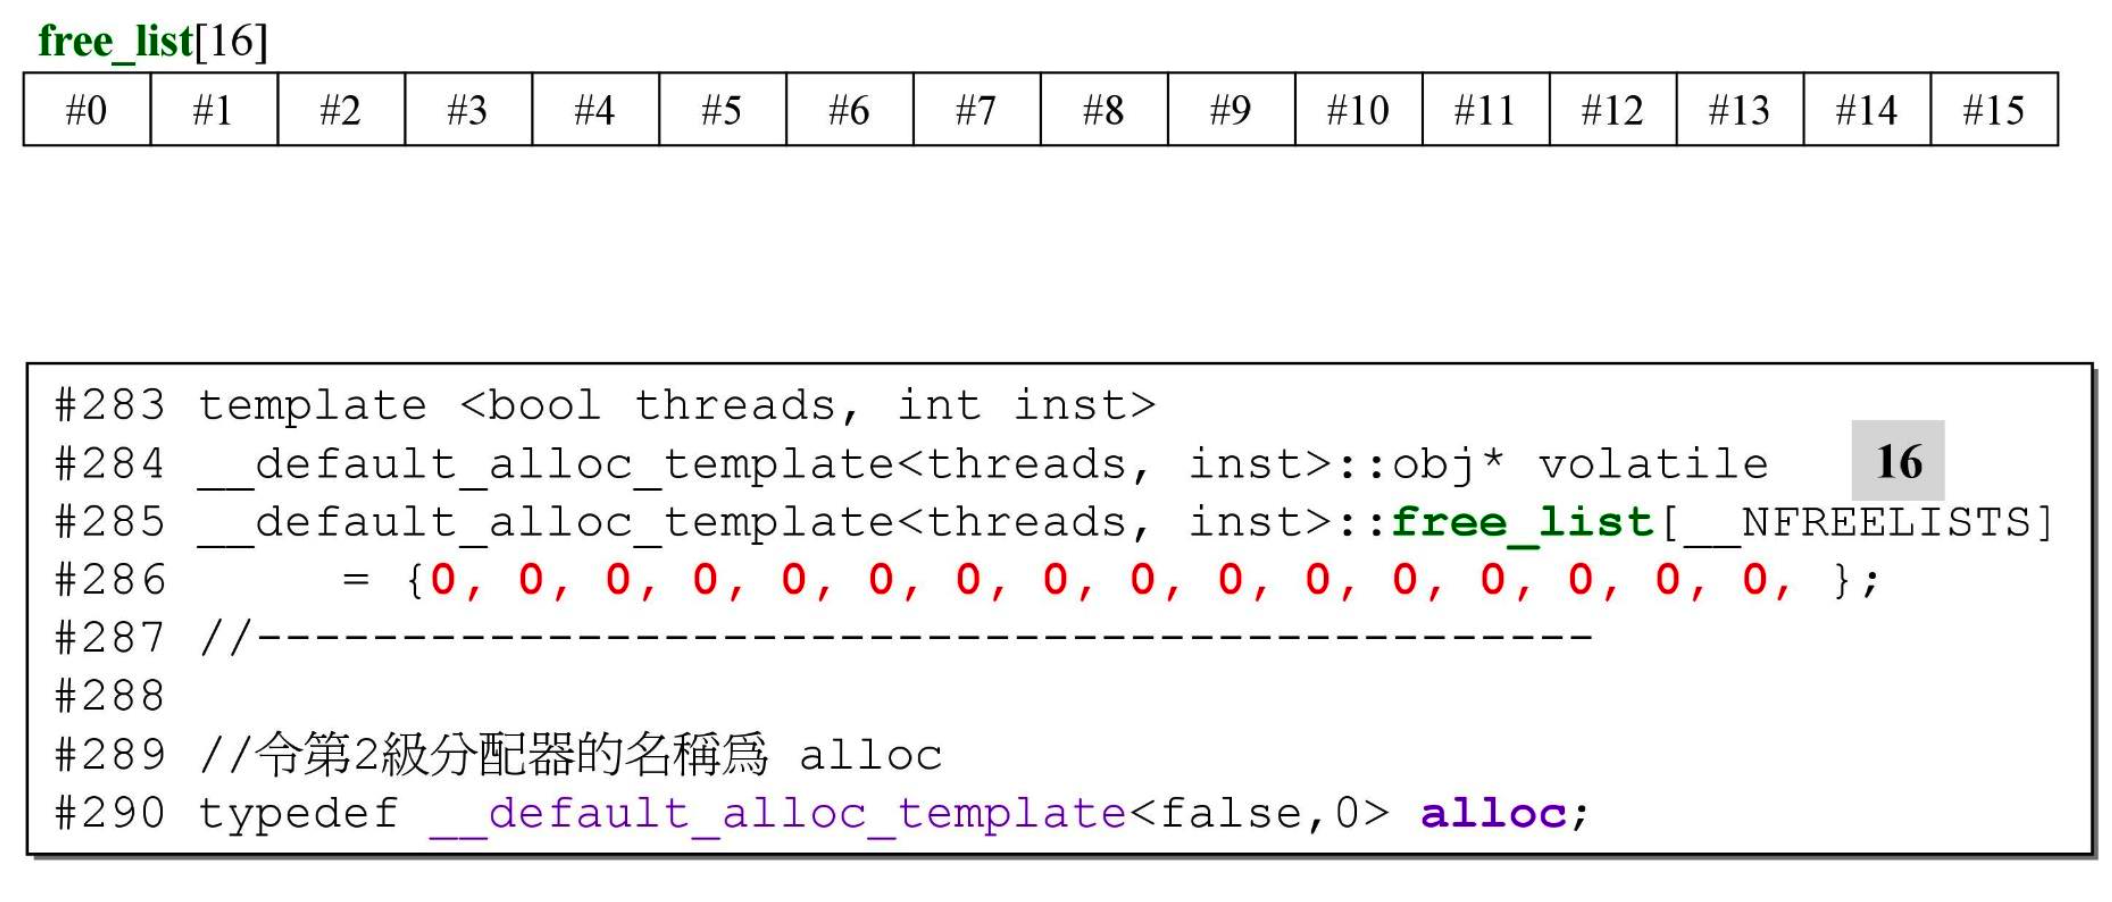 free_list[16]
#0 #1 #2 #3 #4 #5 #6 #7 #8 #9 #10 #11 #12 #13 #14 #15
#283 template <bool threads, int inst>
#284 __default_alloc_template<threads, inst>::obj* volatile
16
#285 __default_alloc_template<threads, inst>::free_list[__NFREELISTS]
#286 = {0, 0, 0, 0, 0, 0, 0, 0, 0, 0, 0, 0, 0, 0, 0, 0, };
#287 //----------------------------------------------
#288
#289 //令第2級分配器的名稱為 alloc
#290 typedef __default_alloc_template<false,0> alloc;